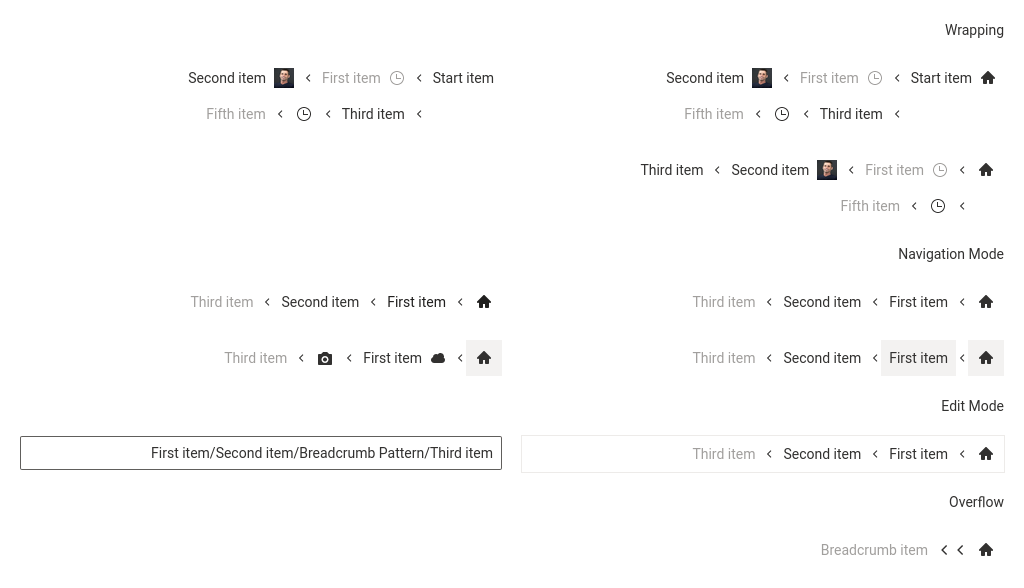 Wrapping
Start item First item Second item
Third item Fifth item
Start item First item Second item
Third item Fifth item
First item Second item Third item
Fifth item
Navigation Mode
First item Second item Third item
First item Second item Third item
First item Second item Third item
First item Third item
Edit Mode
First item Second item Third item
First item/Second item/Breadcrumb Pattern/Third item
Overflow
Breadcrumb item